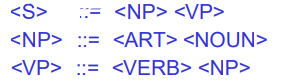 <S> ::= <NP> <VP>
<NP> ::= <ART> <NOUN>
<VP> ::= <VERB> <NP>